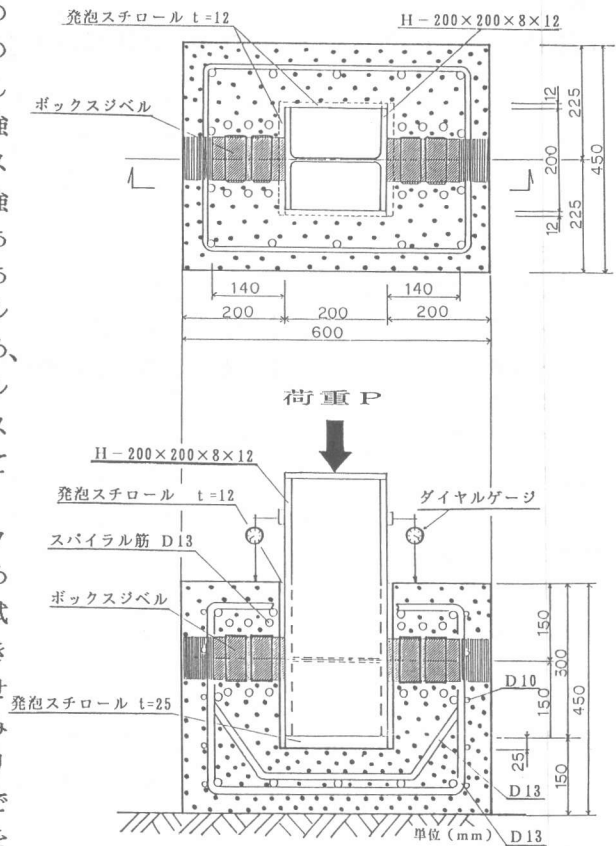 発泡スチロール t=12
H-200×200×8×12
ボックスジベル
12
200
12
225
225
450
140
140
200
200
200
600
荷重P
H-200×200×8×12
発泡スチロール t=12
スパイラル筋 D13
ボックスジベル
発泡スチロール t=25
ダイヤルゲージ
D10
D13
D13
150
150
300
25
150
450
単位(mm)